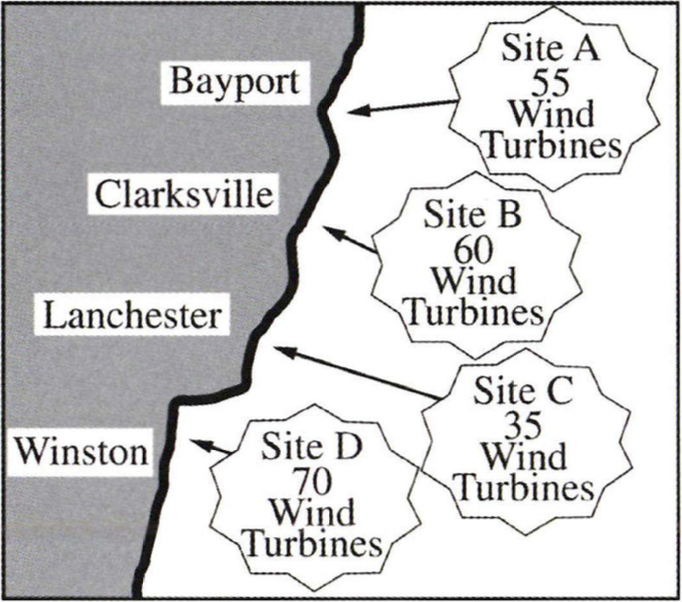 Bayport
Clarksville
Lanchester
Winston
Site A
55
Wind
Turbines
Site B
60
Wind
Turbines
Site C
35
Wind
Turbines
Site D
70
Wind
Turbines